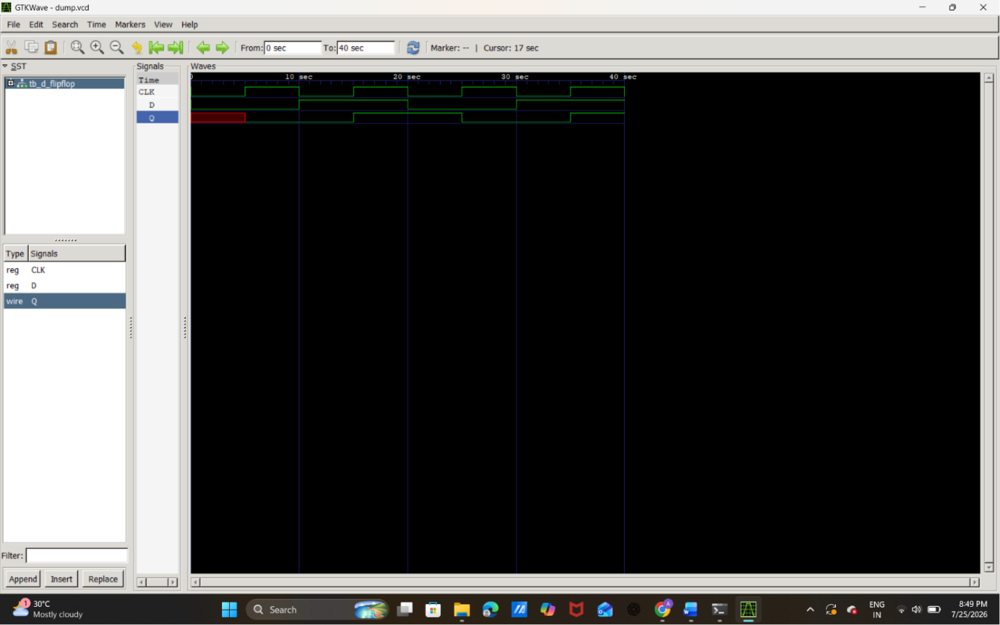 GTKWave - dump.vcd
File Edit Search Time Markers View Help
From: 0 sec To: 40 sec Marker: -- | Cursor: 17 sec
SST
tb_d_flipflop
Type Signals
reg CLK
reg D
wire Q
Filter:
Append Insert Replace
Signals
Time
CLK
D
Q
Waves
0 10 sec 20 sec 30 sec 40 sec
1
30°C
Mostly cloudy
Search
A
W
ENG
IN
8:49 PM
7/25/2026